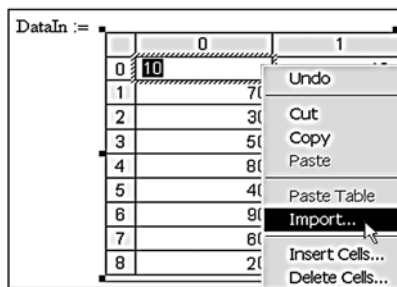 DataIn :=
0 1
0 10
1 70
2 30
3 50
4 80
5 40
6 90
7 60
8 20
Undo
Cut
Copy
Paste
Paste Table
Import...
Insert Cells...
Delete Cells...